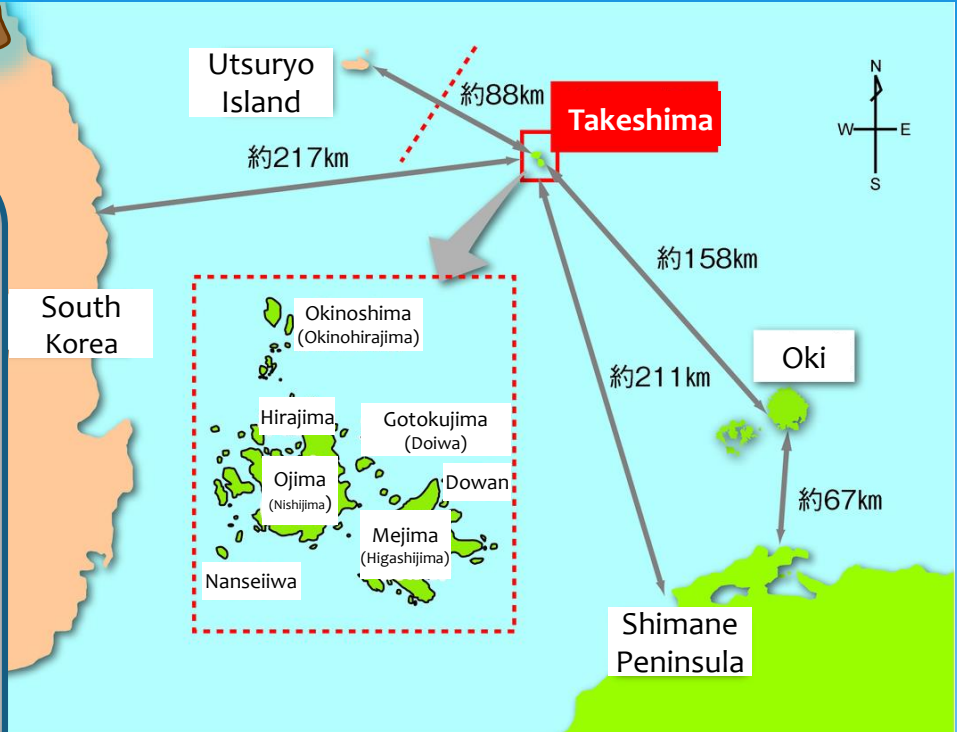 Utsuryo
Island
約88km
Takeshima
N
W
E
S
約217km
約158km
South
Korea
Okinoshima
(Okinohirajima)
Oki
約211km
Hirajima
Gotokujima
(Doiwa)
Ojima
(Nishijima)
Dowan
約67km
Mejima
(Higashijima)
Nanseiiwa
Shimane
Peninsula